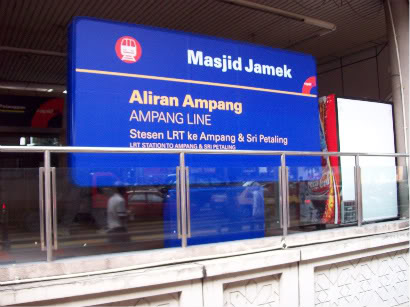 Masjid Jamek
Aliran Ampang
AMPANG LINE
Stesen LRT ke Ampang & Sri Petaling
LRT STATION TO AMPANG & SRI PETALING